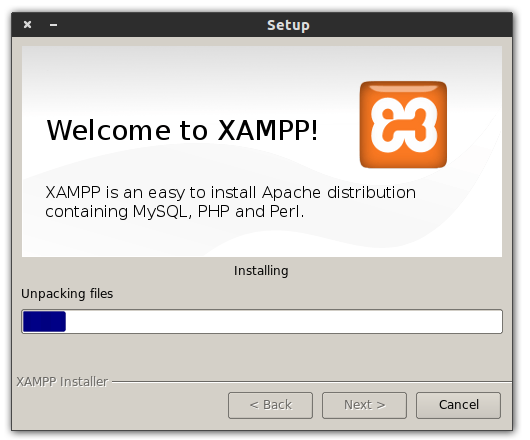 Setup
Welcome to XAMPP!
XAMPP is an easy to install Apache distribution
containing MySQL, PHP and Perl.
Installing
Unpacking files
XAMPP Installer
< Back
Next >
Cancel